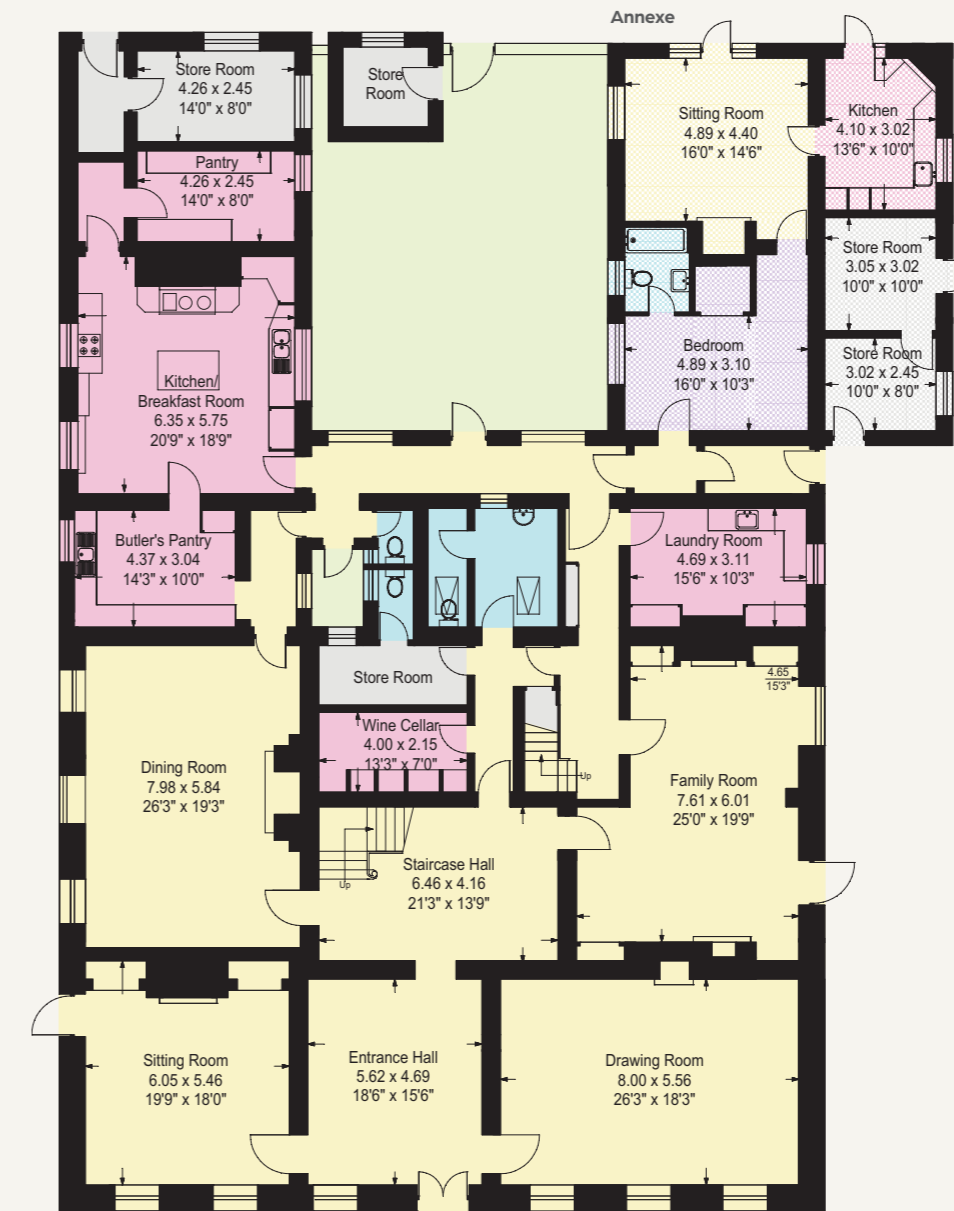 Annexe
Store Room
4.26 x 2.45
14'0" x 8'0"
Store
Room
Sitting Room
4.89 x 4.40
16'0" x 14'6"
Kitchen
4.10 x 3.02
13'6" x 10'0"
Pantry
4.26 x 2.45
14'0" x 8'0"
Store Room
3.05 x 3.02
10'0" x 10'0"
Bedroom
4.89 x 3.10
16'0" x 10'3"
Store Room
3.02 x 2.45
10'0" x 8'0"
Kitchen/
Breakfast Room
6.35 x 5.75
20'9" x 18'9"
Butler's Pantry
4.37 x 3.04
14'3" x 10'0"
Laundry Room
4.69 x 3.11
15'6" x 10'3"
Store Room
4.65
15'3"
Wine Cellar
4.00 x 2.15
13'3" x 7'0"
Up
Dining Room
7.98 x 5.84
26'3" x 19'3"
Family Room
7.61 x 6.01
25'0" x 19'9"
Staircase Hall
6.46 x 4.16
21'3" x 13'9"
Up
Sitting Room
6.05 x 5.46
19'9" x 18'0"
Entrance Hall
5.62 x 4.69
18'6" x 15'6"
Drawing Room
8.00 x 5.56
26'3" x 18'3"